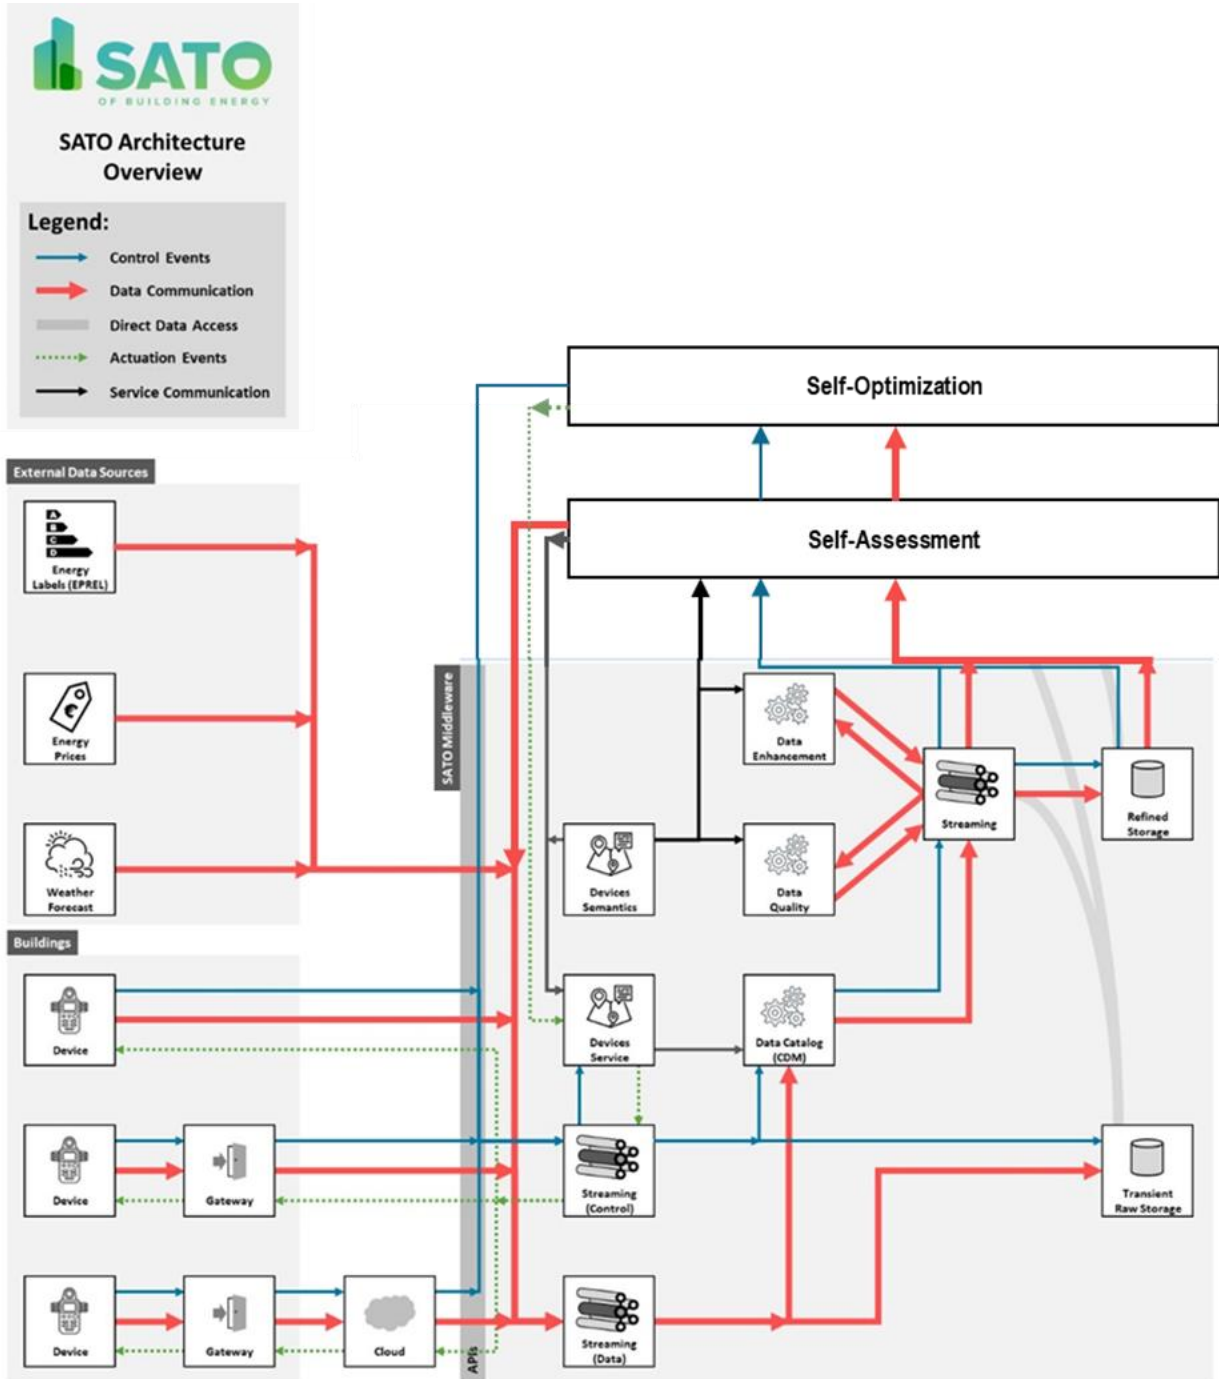 SATO
OF BUILDING ENERGY
SATO Architecture
Overview
Legend:
Control Events
Data Communication
Direct Data Access
Actuation Events
Service Communication
Self-Optimization
External Data Sources
A
B
C
D
Energy
Labels (EPREL)
Self-Assessment
Energy
Prices
SATO Middleware
Data
Enhancement
Streaming
Refined
Storage
Weather
Forecast
Devices
Semantics
Data
Quality
Buildings
Device
Devices
Service
Data Catalog
(CDM)
Device
Gateway
Streaming
(Control)
Transient
Raw Storage
Device
Gateway
Cloud
APIs
Streaming
(Data)